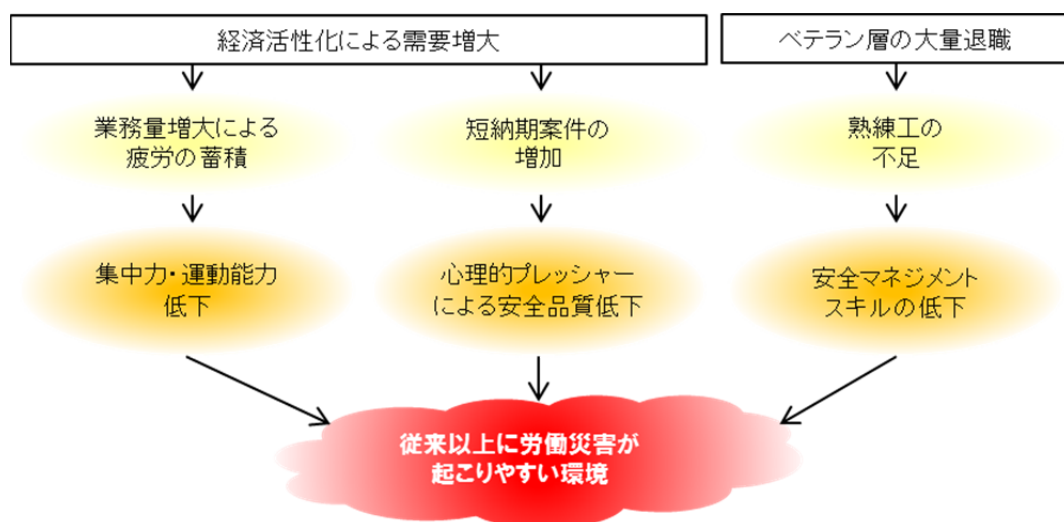 経済活性化による需要増大
ベテラン層の大量退職
業務量増大による
疲労の蓄積
短納期案件の
増加
熟練工の
不足
集中力・運動能力
低下
心理的プレッシャー
による安全品質低下
安全マネジメント
スキルの低下
従来以上に労働災害が
起こりやすい環境